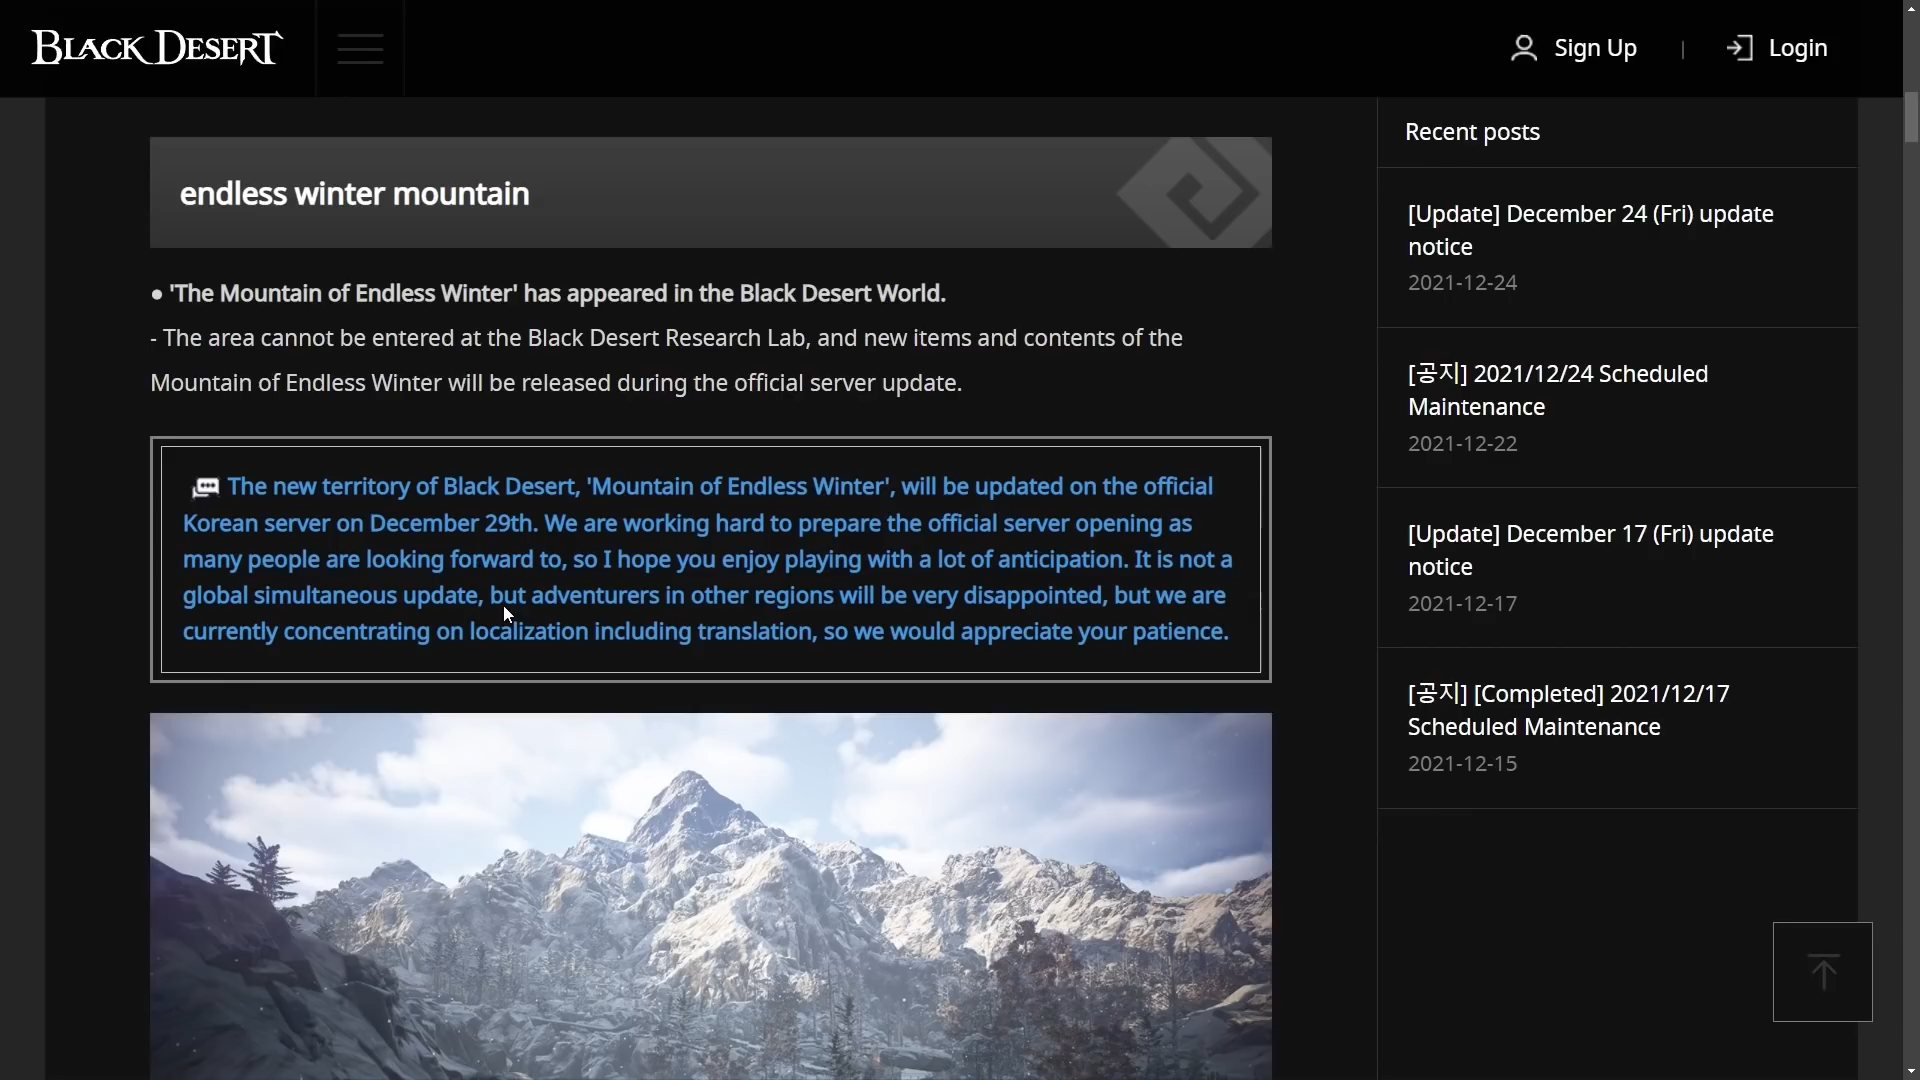 BLACK DESERT
Sign Up
Login
endless winter mountain
● 'The Mountain of Endless Winter' has appeared in the Black Desert World.
- The area cannot be entered at the Black Desert Research Lab, and new items and contents of the
Mountain of Endless Winter will be released during the official server update.
The new territory of Black Desert, 'Mountain of Endless Winter', will be updated on the official
Korean server on December 29th. We are working hard to prepare the official server opening as
many people are looking forward to, so I hope you enjoy playing with a lot of anticipation. It is not a
global simultaneous update, but adventurers in other regions will be very disappointed, but we are
currently concentrating on localization including translation, so we would appreciate your patience.
Recent posts
[Update] December 24 (Fri) update
notice
2021-12-24
[공지] 2021/12/24 Scheduled
Maintenance
2021-12-22
[Update] December 17 (Fri) update
notice
2021-12-17
[공지] [Completed] 2021/12/17
Scheduled Maintenance
2021-12-15